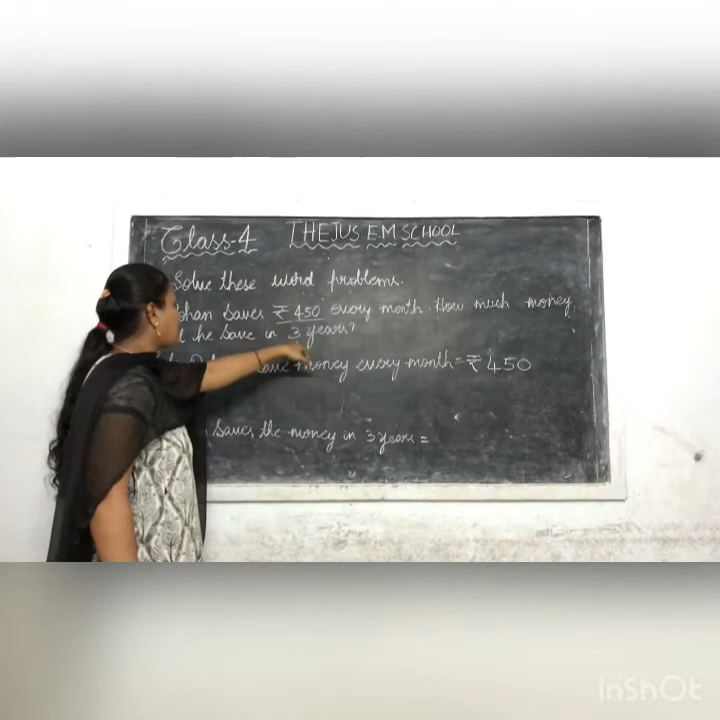 Class-4 THEJUS E.M SCHOOL
Solve these word problems.
saves ₹ 450 every month. How much money
he save in 3 years?
money every month = ₹ 450
saves the money in 3 years =
InShOt